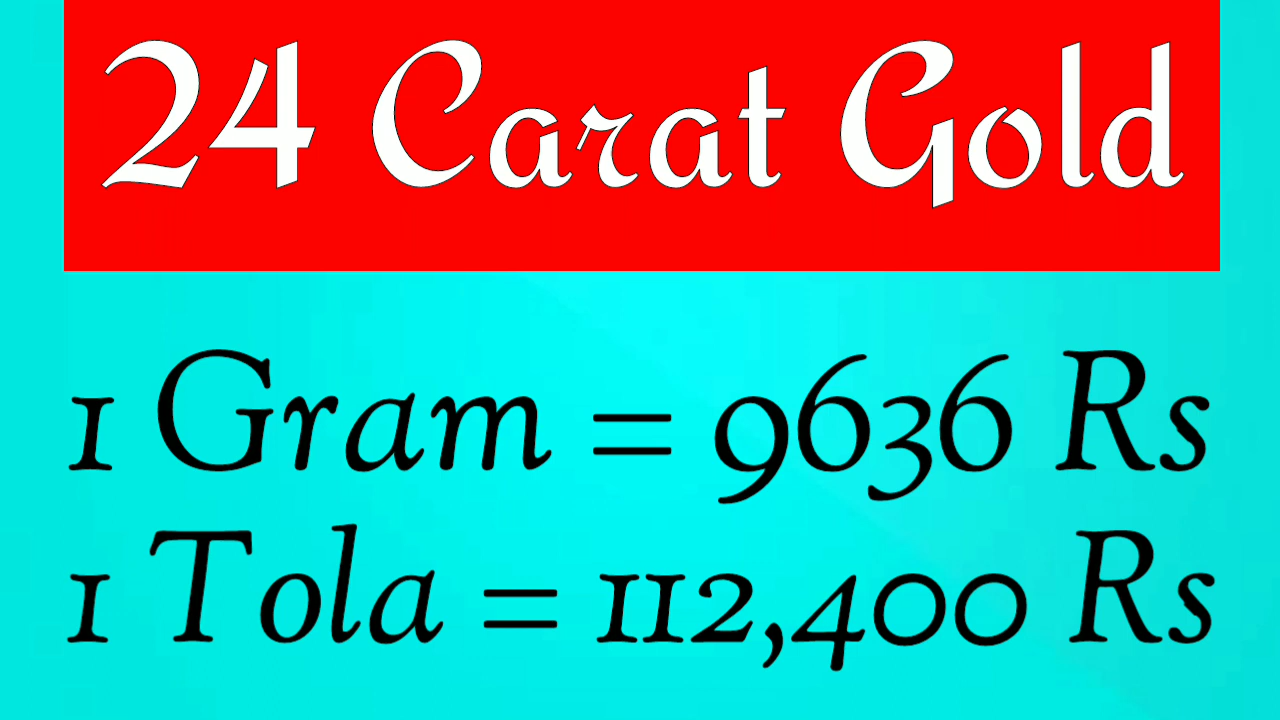 24 Carat Gold
1 Gram = 9636 Rs
1 Tola = 112,400 Rs